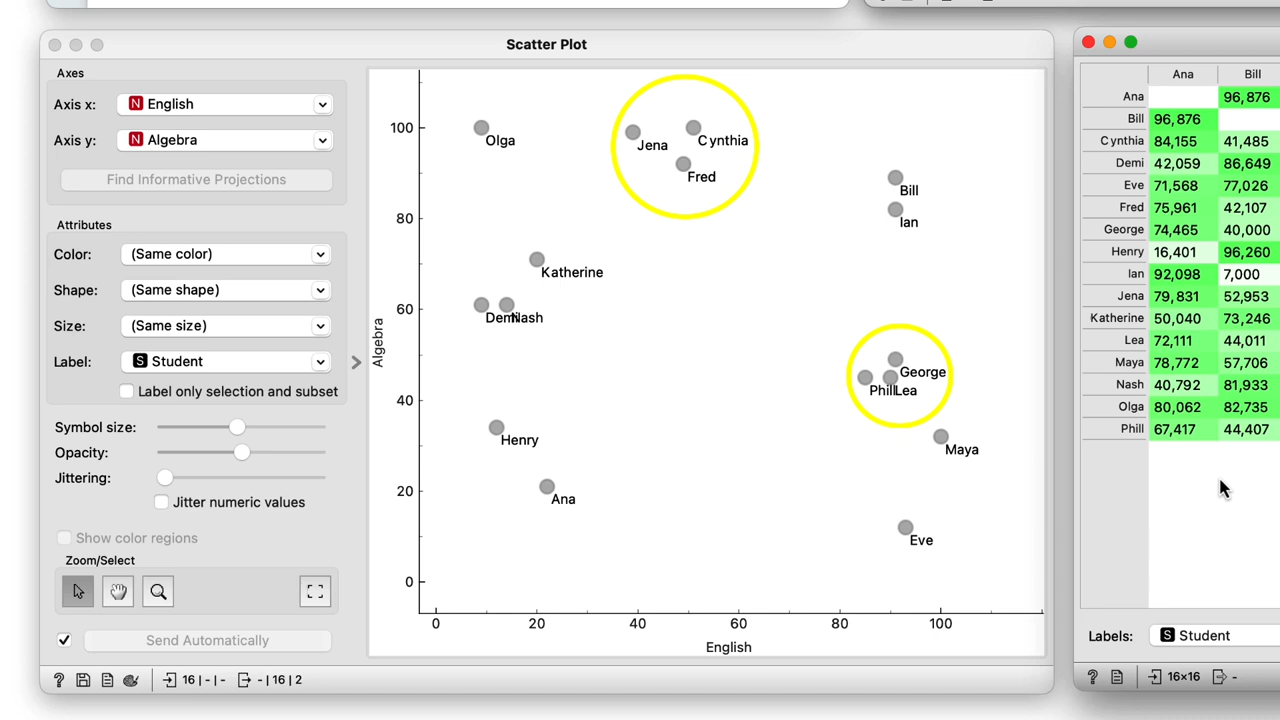 Scatter Plot
Axes
Axis x: N English
Axis y: N Algebra
Find Informative Projections
Attributes
Color: (Same color)
Shape: (Same shape)
Size: (Same size)
Label: S Student
Label only selection and subset
Symbol size:
Opacity:
Jittering:
Jitter numeric values
Show color regions
Zoom/Select
Send Automatically
16 | - | - - | 16 | 2
Algebra
100
80
60
40
20
0
0 20 40 60 80 100
English
Olga
Jena
Cynthia
Fred
Bill
Ian
Katherine
Demi
Nash
George
Phill
Lea
Henry
Maya
Ana
Eve
Ana Bill
Ana 96,876
Bill 96,876
Cynthia 84,155 41,485
Demi 42,059 86,649
Eve 71,568 77,026
Fred 75,961 42,107
George 74,465 40,000
Henry 16,401 96,260
Ian 92,098 7,000
Jena 79,831 52,953
Katherine 50,040 73,246
Lea 72,111 44,011
Maya 78,772 57,706
Nash 40,792 81,933
Olga 80,062 82,735
Phill 67,417 44,407
Labels: S Student
? 16×16 -